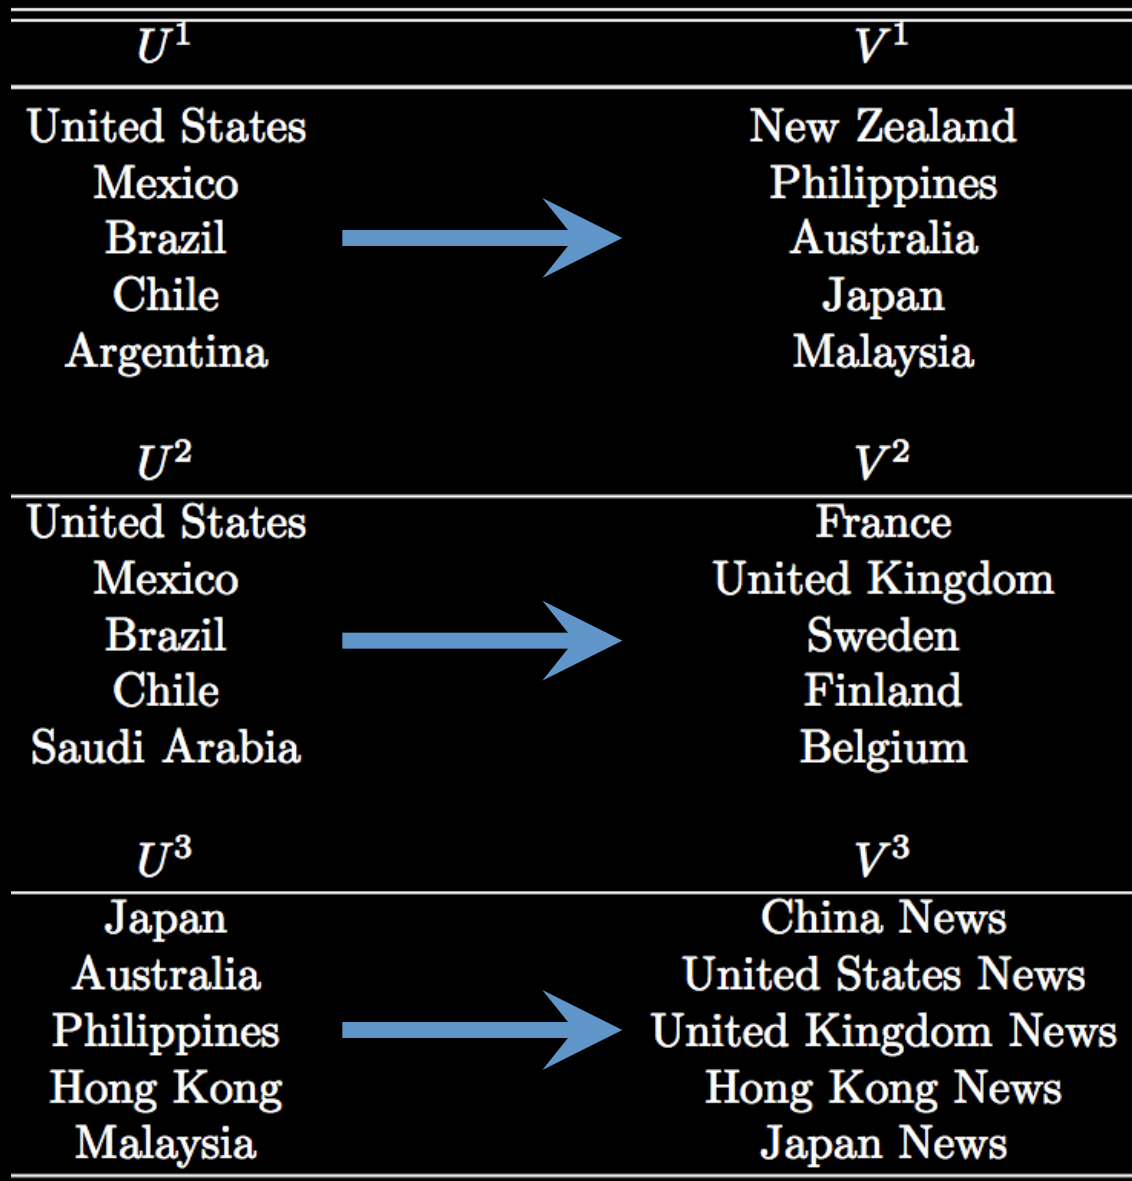 U¹ V¹
United States New Zealand
Mexico Philippines
Brazil Australia
Chile Japan
Argentina Malaysia
U² V²
United States France
Mexico United Kingdom
Brazil Sweden
Chile Finland
Saudi Arabia Belgium
U³ V³
Japan China News
Australia United States News
Philippines United Kingdom News
Hong Kong Hong Kong News
Malaysia Japan News